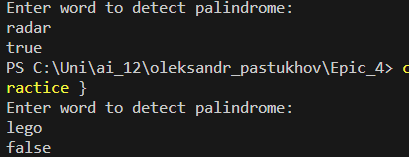 Enter word to detect palindrome:
radar
true
PS C:\Uni\ai_12\oleksandr_pastukhov\Epic_4> c
ractice }
Enter word to detect palindrome:
lego
false